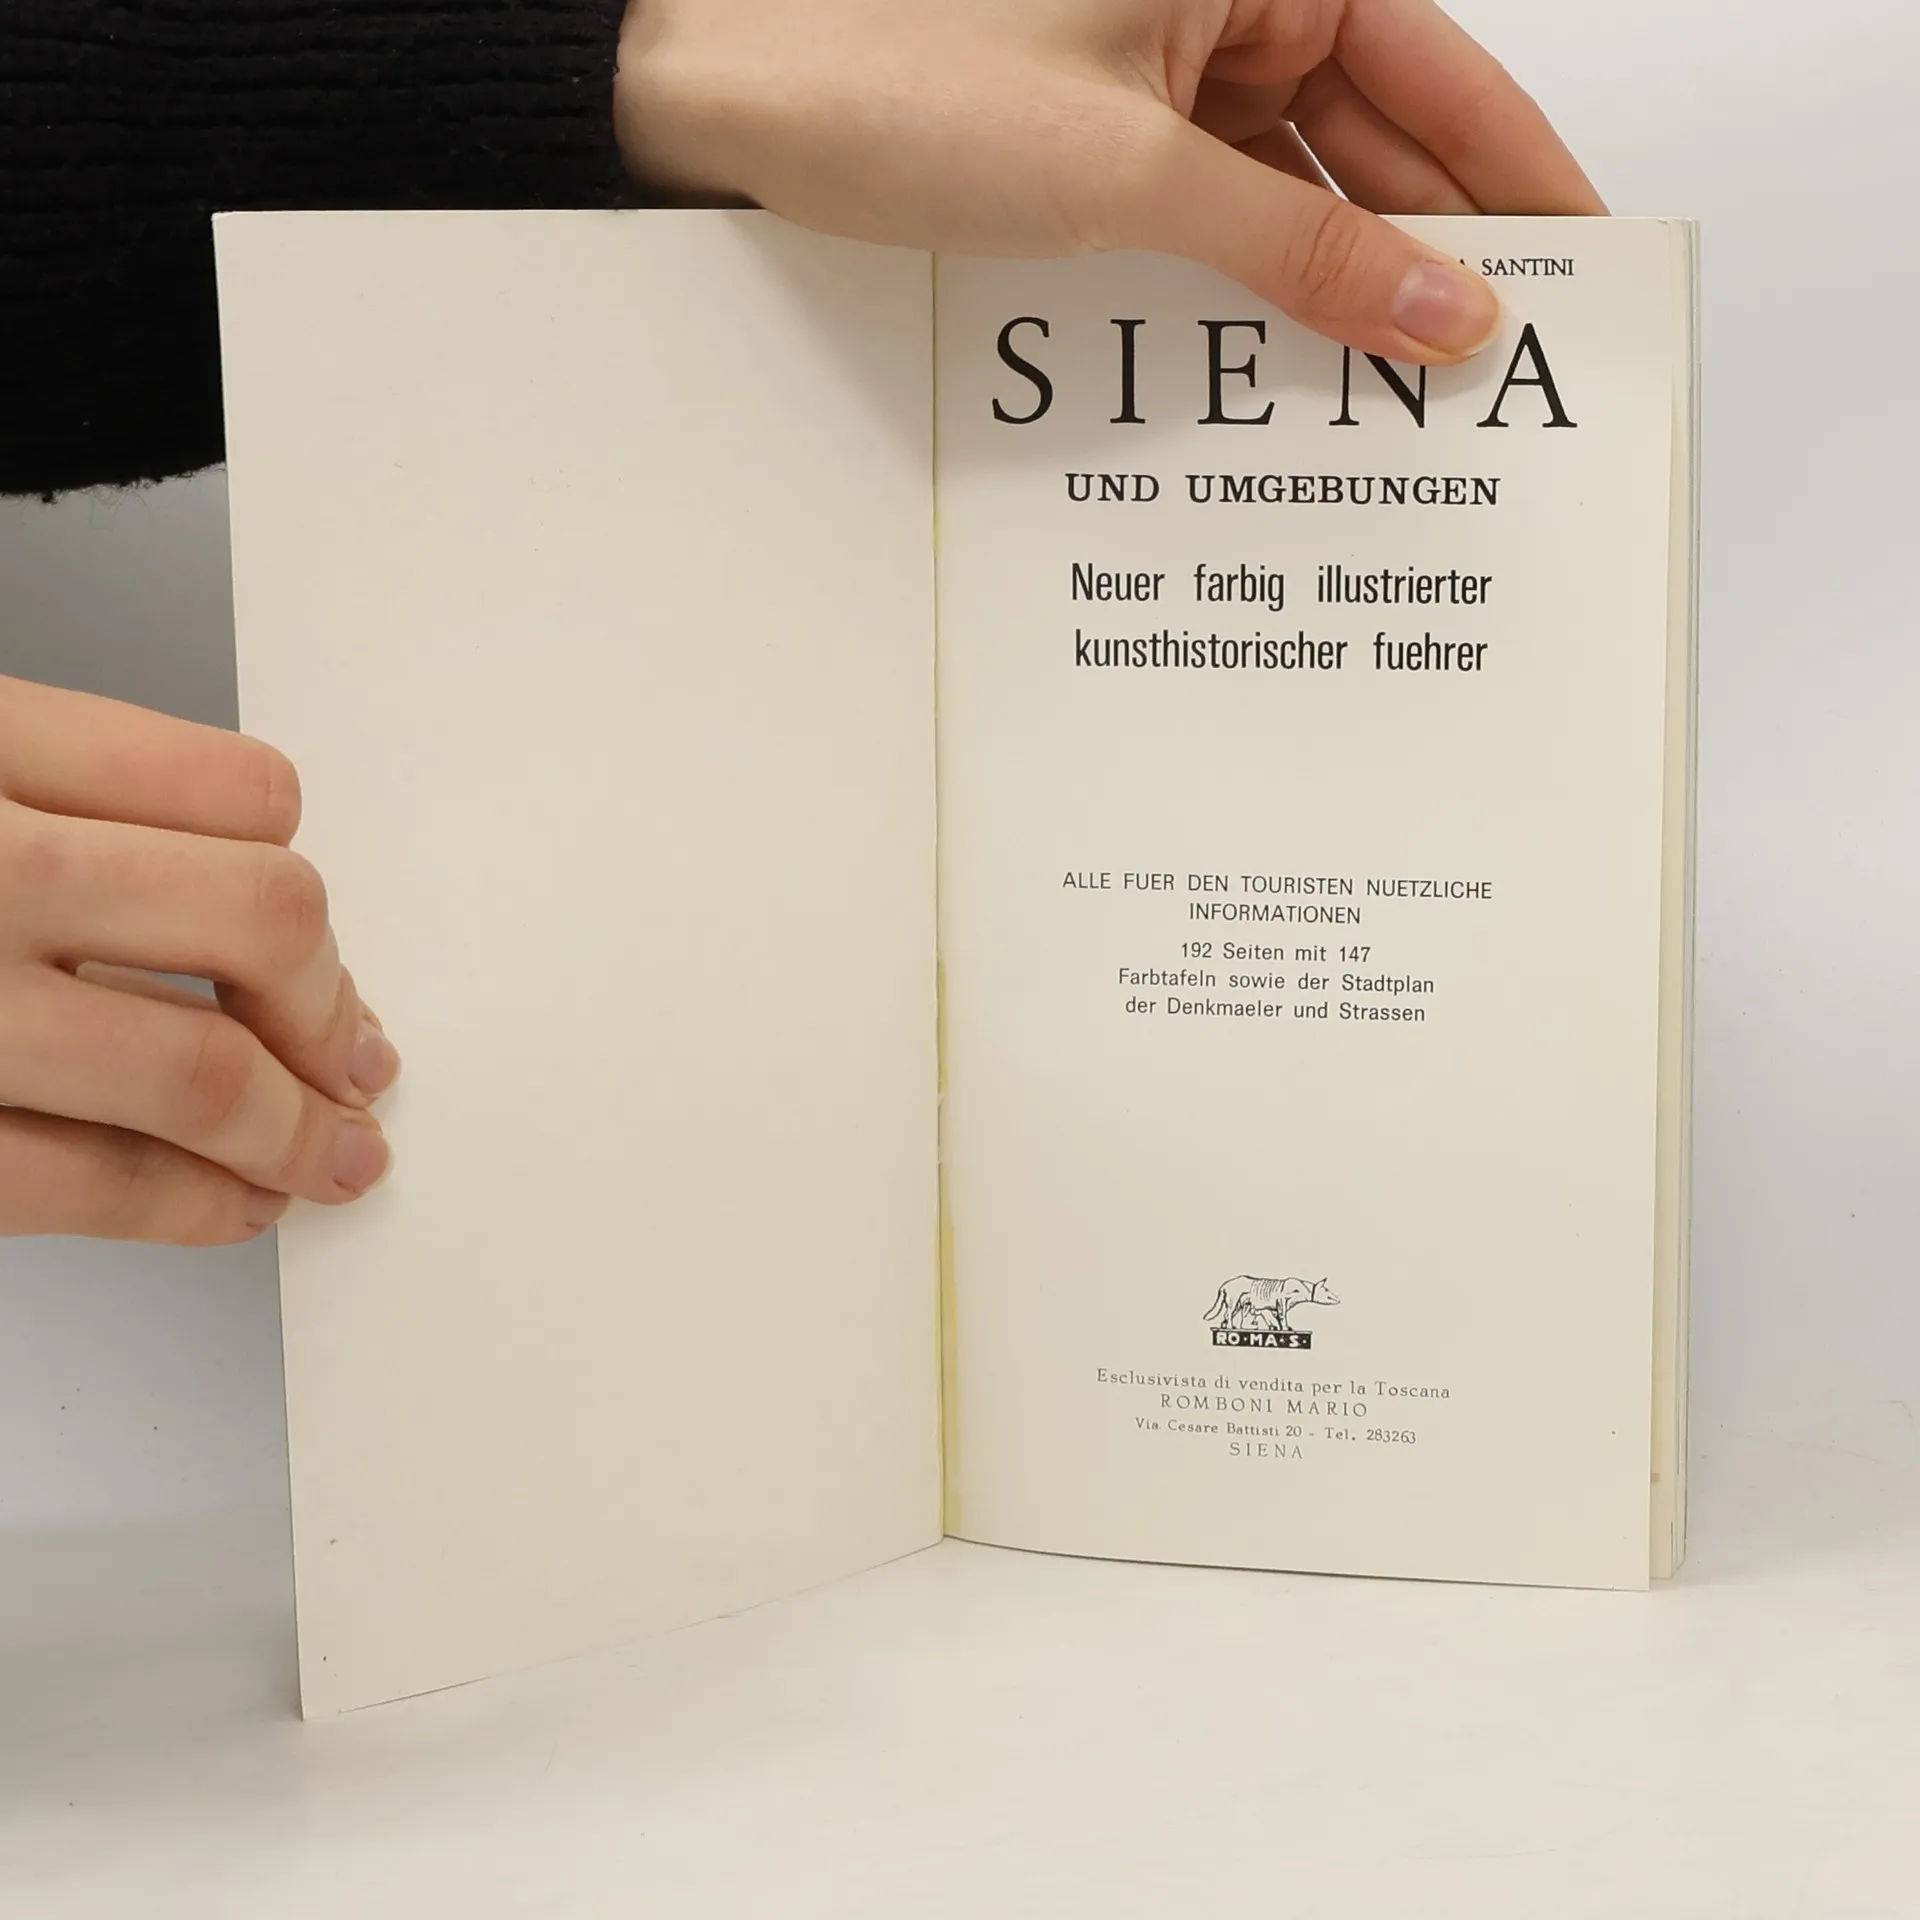 SANTINI
SIENA
UND UMGEBUNGEN
Neuer farbig illustrierter
kunsthistorischer fuehrer
ALLE FUER DEN TOURISTEN NUETZLICHE
INFORMATIONEN
192 Seiten mit 147
Farbtafeln sowie der Stadtplan
der Denkmaeler und Strassen
RO•MA•S•
Esclusivista di vendita per la Toscana
ROMBONI MARIO
Via Cesare Battisti 20 - Tel. 283263
SIENA